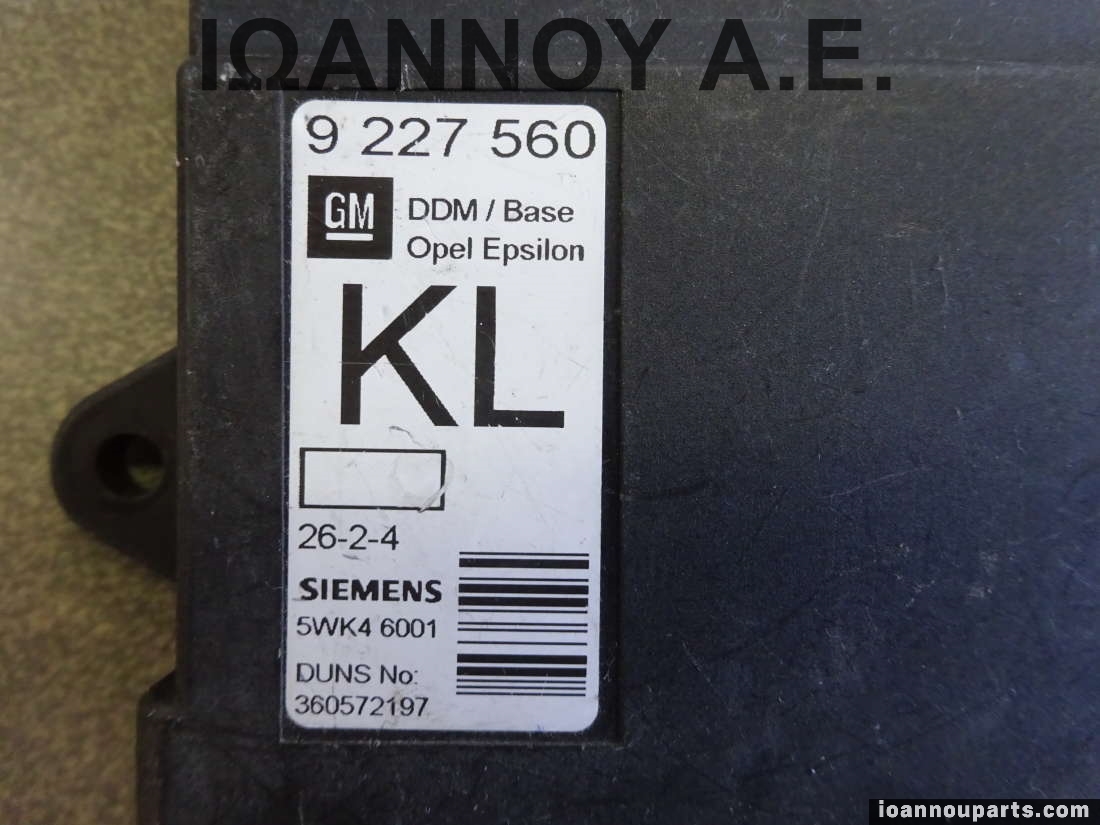 ΙΩΑΝΝΟΥ Α.Ε.
9 227 560
GM
DDM / Base
Opel Epsilon
KL
26-2-4
SIEMENS
5WK4 6001
DUNS No:
360572197
ioannouparts.com